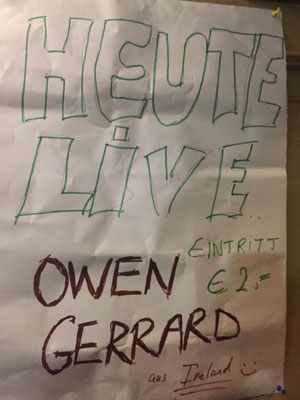 HEUTE
LIVE..
EINTRITT
€ 2,=
OWEN
GERRARD
aus Ireland :)